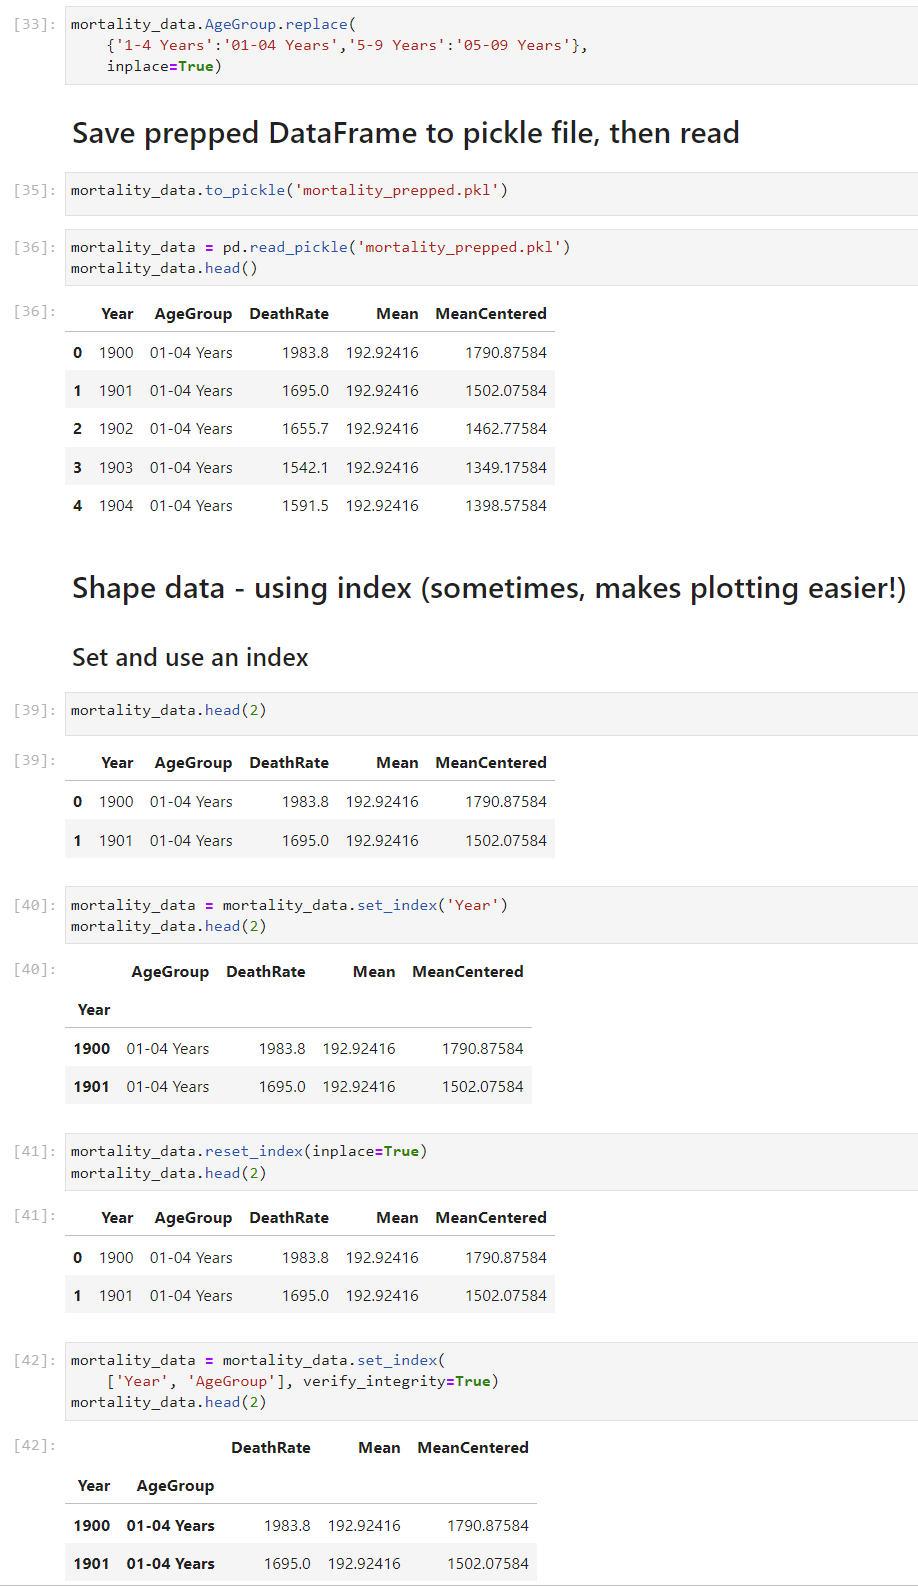 [33]: mortality_data.AgeGroup.replace(
{'1-4 Years':'01-04 Years','5-9 Years':'05-09 Years'},
inplace=True)
Save prepped DataFrame to pickle file, then read
[35]: mortality_data.to_pickle('mortality_prepped.pkl')
[36]: mortality_data = pd.read_pickle('mortality_prepped.pkl')
mortality_data.head()
[36]: Year AgeGroup DeathRate Mean MeanCentered
0 1900 01-04 Years 1983.8 192.92416 1790.87584
1 1901 01-04 Years 1695.0 192.92416 1502.07584
2 1902 01-04 Years 1655.7 192.92416 1462.77584
3 1903 01-04 Years 1542.1 192.92416 1349.17584
4 1904 01-04 Years 1591.5 192.92416 1398.57584
Shape data - using index (sometimes, makes plotting easier!)
Set and use an index
[39]: mortality_data.head(2)
[39]: Year AgeGroup DeathRate Mean MeanCentered
0 1900 01-04 Years 1983.8 192.92416 1790.87584
1 1901 01-04 Years 1695.0 192.92416 1502.07584
[40]: mortality_data = mortality_data.set_index('Year')
mortality_data.head(2)
[40]: AgeGroup DeathRate Mean MeanCentered
Year
1900 01-04 Years 1983.8 192.92416 1790.87584
1901 01-04 Years 1695.0 192.92416 1502.07584
[41]: mortality_data.reset_index(inplace=True)
mortality_data.head(2)
[41]: Year AgeGroup DeathRate Mean MeanCentered
0 1900 01-04 Years 1983.8 192.92416 1790.87584
1 1901 01-04 Years 1695.0 192.92416 1502.07584
[42]: mortality_data = mortality_data.set_index(
['Year', 'AgeGroup'], verify_integrity=True)
mortality_data.head(2)
[42]: DeathRate Mean MeanCentered
Year AgeGroup
1900 01-04 Years 1983.8 192.92416 1790.87584
1901 01-04 Years 1695.0 192.92416 1502.07584